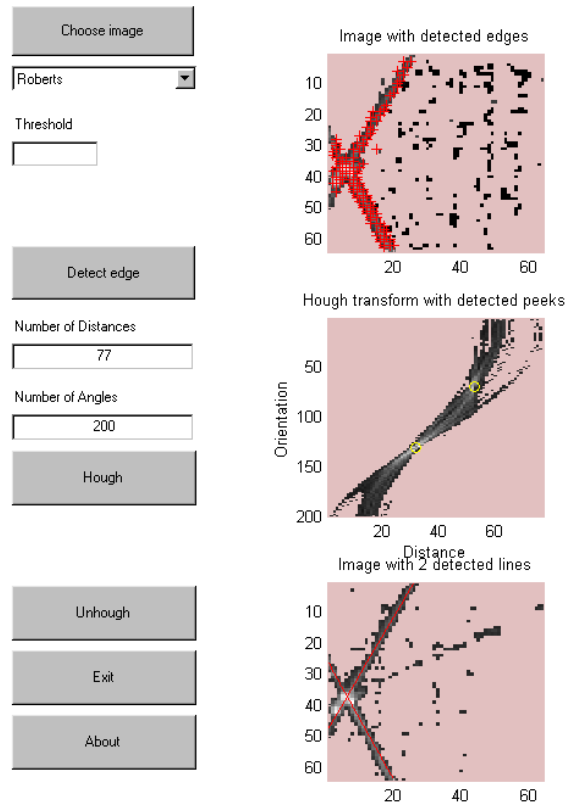 Choose image
Roberts
Threshold
Detect edge
Number of Distances
77
Number of Angles
200
Hough
Unhough
Exit
About
Image with detected edges
10
20
30
40
50
60
20 40 60
Hough transform with detected peeks
Orientation
50
100
150
200
20 40 60
Distance
Image with 2 detected lines
10
20
30
40
50
60
20 40 60